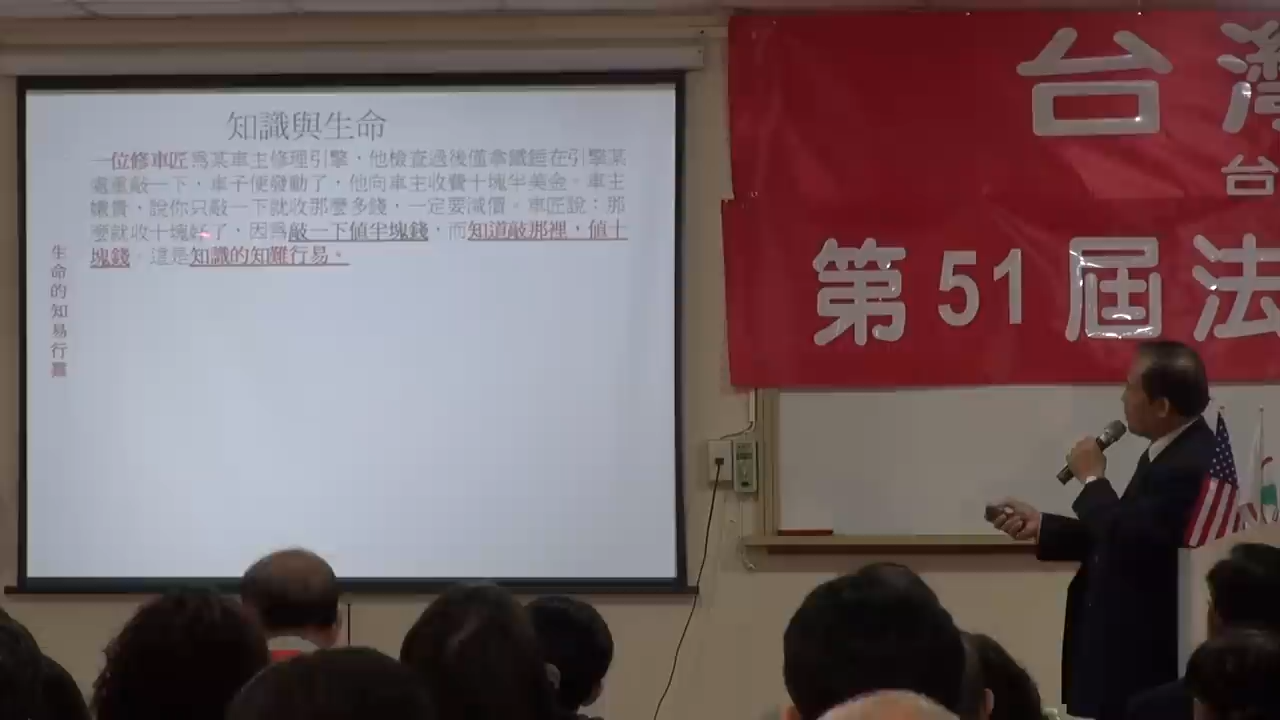 知識與生命
一位修車匠為某車主修理引擎，他檢查過後僅拿鐵錘在引擎某
處重敲一下，車子便發動了，他向車主收費十塊半美金。車主
嫌貴，說你只敲一下就收那麼多錢，一定要減價。車匠說：那
麼就收十塊好了，因為敲一下值半塊錢，而知道敲那裡，值十
塊錢。這是知識的知難行易。
生命的知易行難
台灣
台
第51屆法